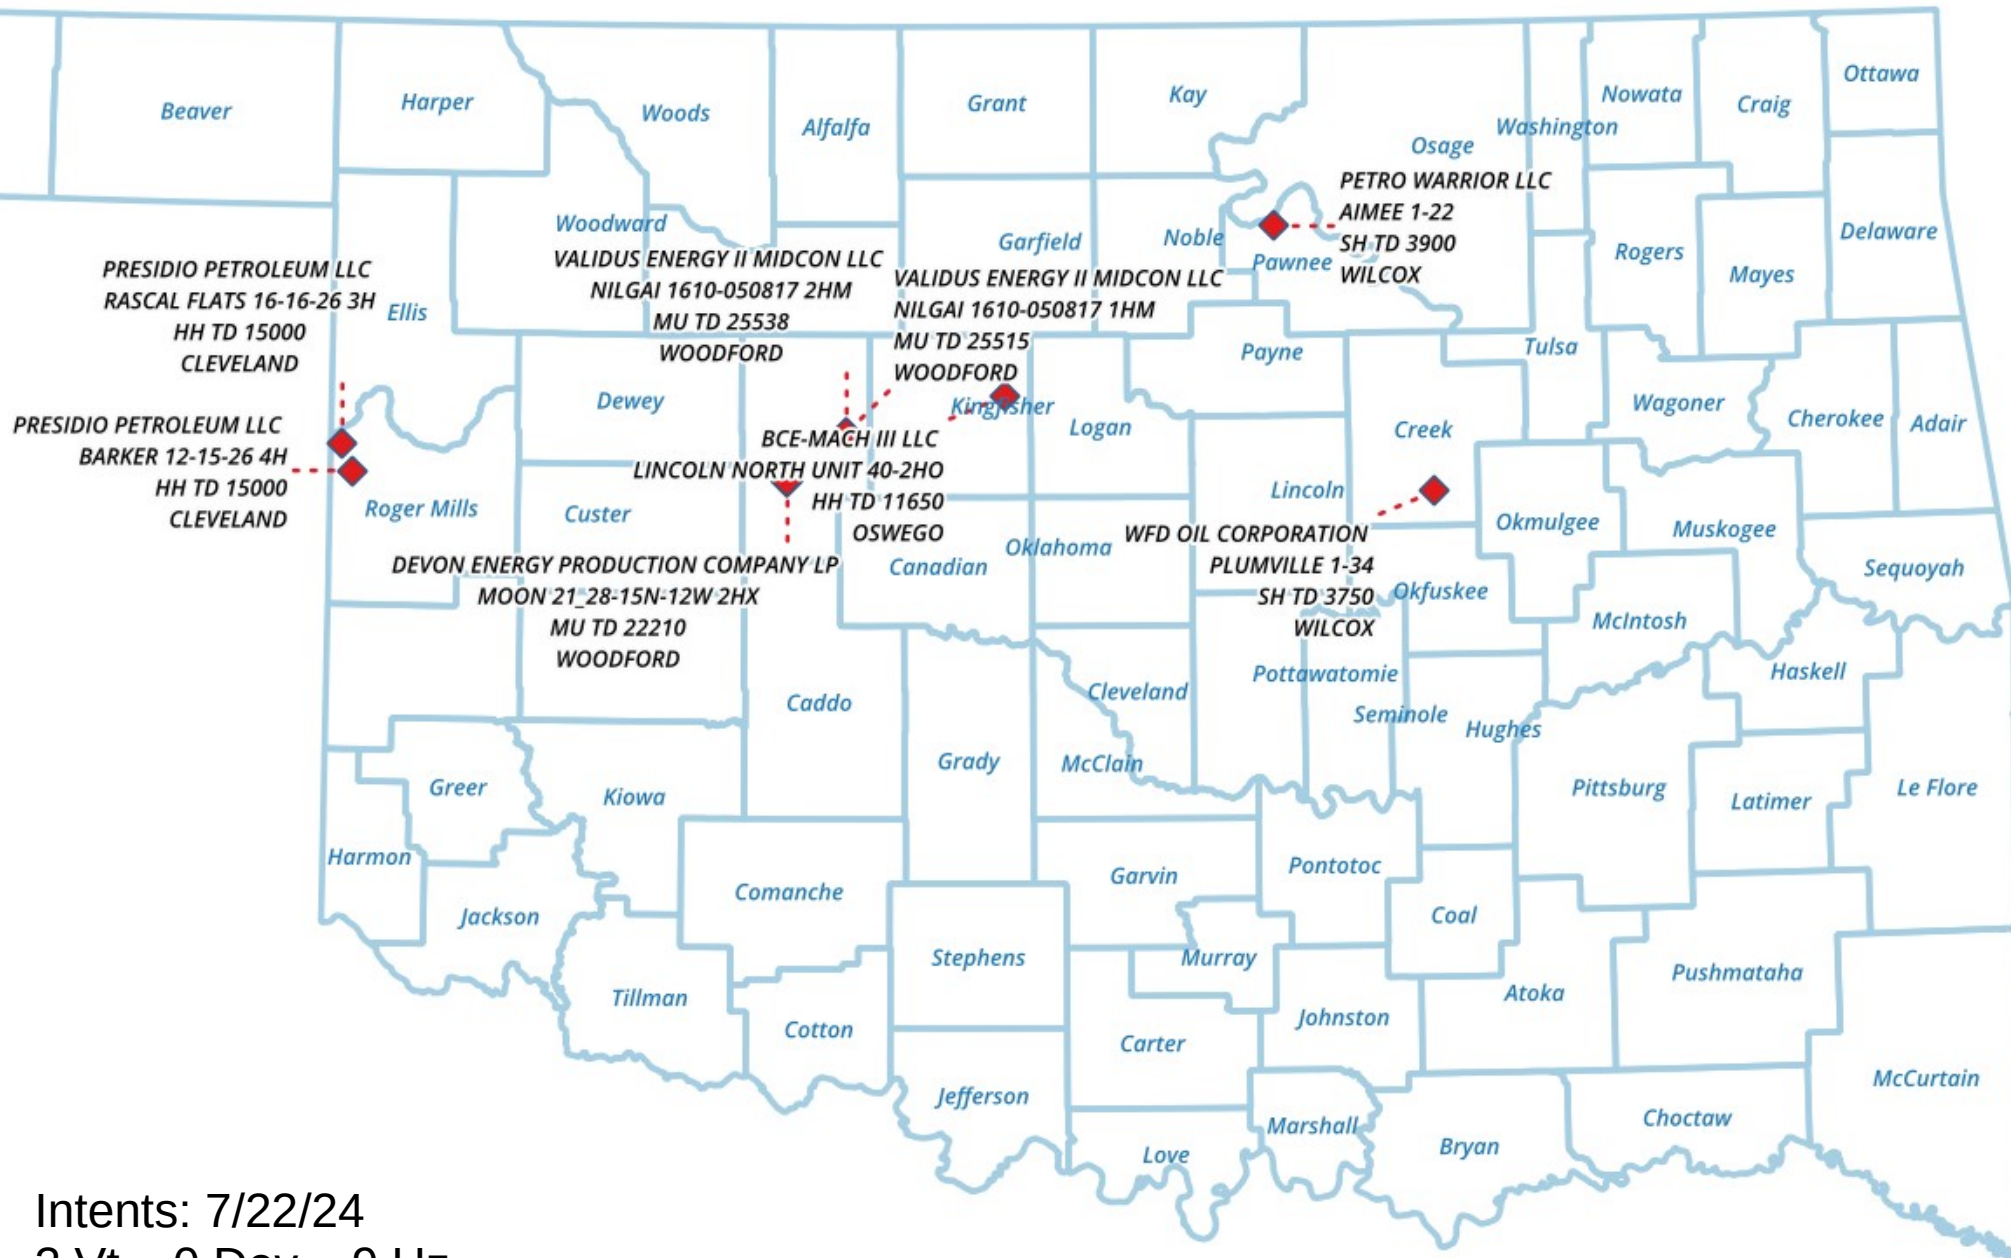 Beaver
Harper
Woods
Alfalfa
Grant
Kay
Osage
Washington
Nowata
Craig
Ottawa
Delaware
PETRO WARRIOR LLC
AIMEE 1-22
SH TD 3900
WILCOX
Woodward
Garfield
Noble
Pawnee
Rogers
Mayes
PRESIDIO PETROLEUM LLC
RASCAL FLATS 16-16-26 3H
HH TD 15000
CLEVELAND
Ellis
VALIDUS ENERGY II MIDCON LLC
NILGAI 1610-050817 2HM
MU TD 25538
WOODFORD
VALIDUS ENERGY II MIDCON LLC
NILGAI 1610-050817 1HM
MU TD 25515
WOODFORD
Payne
Tulsa
Dewey
Kingfisher
Logan
Creek
Wagoner
Cherokee
Adair
PRESIDIO PETROLEUM LLC
BARKER 12-15-26 4H
HH TD 15000
CLEVELAND
BCE-MACH III LLC
LINCOLN NORTH UNIT 40-2HO
HH TD 11650
OSWEGO
Roger Mills
Custer
Lincoln
Okmulgee
Muskogee
Canadian
Oklahoma
WFD OIL CORPORATION
PLUMVILLE 1-34
SH TD 3750
WILCOX
Okfuskee
McIntosh
Sequoyah
DEVON ENERGY PRODUCTION COMPANY LP
MOON 21_28-15N-12W 2HX
MU TD 22210
WOODFORD
Caddo
Cleveland
Pottawatomie
Seminole
Hughes
Haskell
Grady
McClain
Greer
Kiowa
Pittsburg
Latimer
Le Flore
Harmon
Jackson
Comanche
Garvin
Pontotoc
Coal
Stephens
Murray
Tillman
Cotton
Carter
Johnston
Atoka
Pushmataha
McCurtain
Jefferson
Love
Marshall
Bryan
Choctaw
Intents: 7/22/24